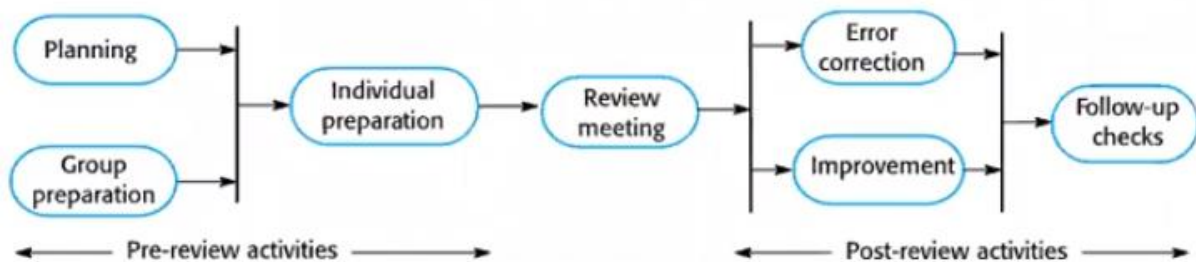 Planning
Group
preparation
Individual
preparation
Review
meeting
Error
correction
Improvement
Follow-up
checks
Pre-review activities
Post-review activities